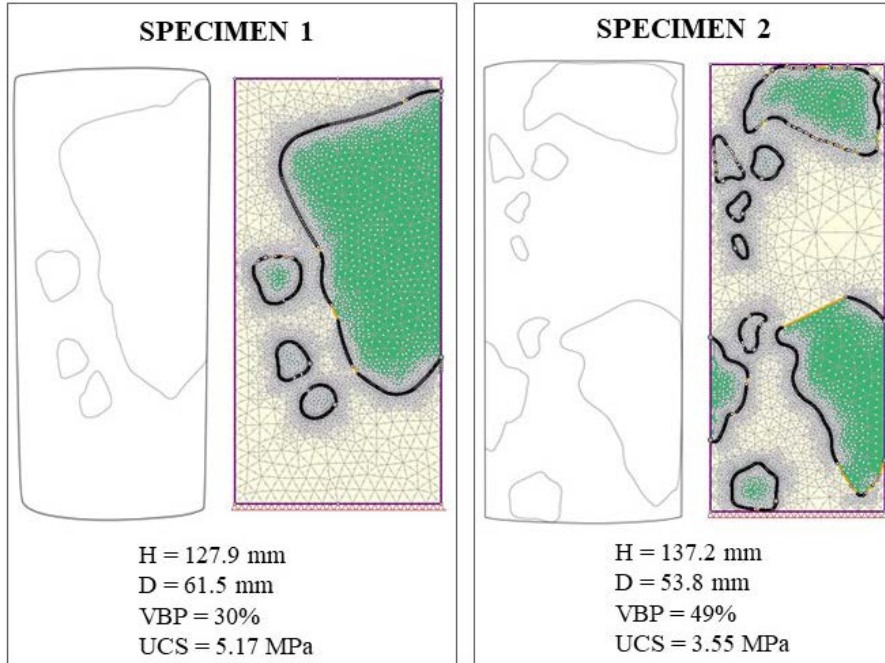 SPECIMEN 1
H = 127.9 mm
D = 61.5 mm
VBP = 30%
UCS = 5.17 MPa
SPECIMEN 2
H = 137.2 mm
D = 53.8 mm
VBP = 49%
UCS = 3.55 MPa